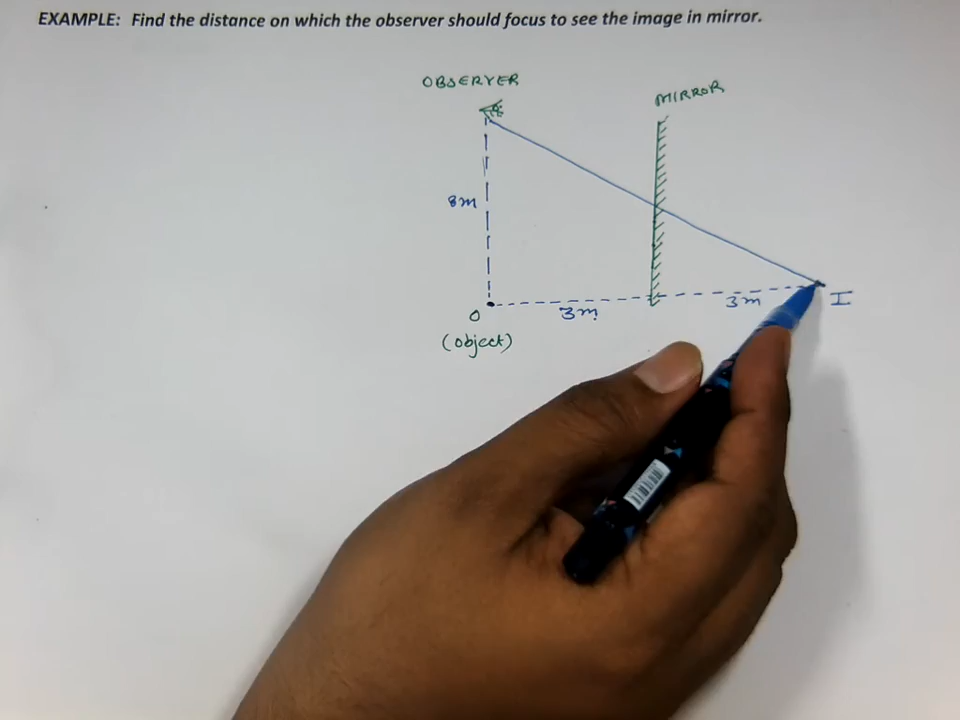 EXAMPLE: Find the distance on which the observer should focus to see the image in mirror.
OBSERVER
MIRROR
8m
3m
3m
I
O
(object)